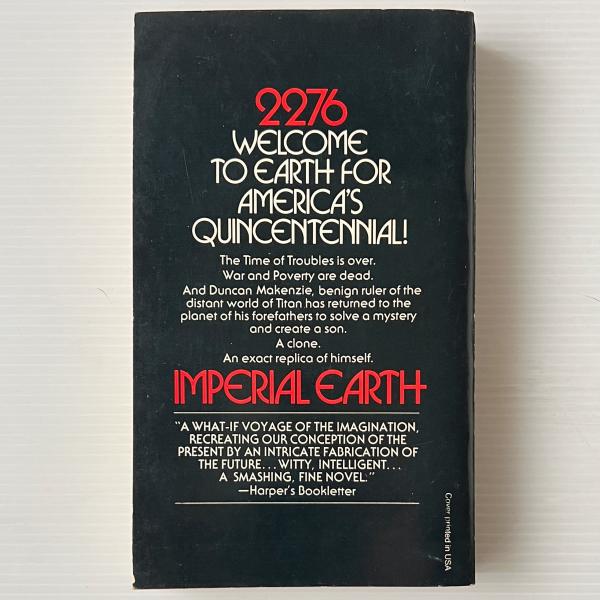 2276
WELCOME
TO EARTH FOR
AMERICA'S
QUINCENTENNIAL!
The Time of Troubles is over.
War and Poverty are dead.
And Duncan Makenzie, benign ruler of the
distant world of Titan has returned to the
planet of his forefathers to solve a mystery
and create a son.
A clone.
An exact replica of himself.
IMPERIAL EARTH
"A WHAT-IF VOYAGE OF THE IMAGINATION,
RECREATING OUR CONCEPTION OF THE
PRESENT BY AN INTRICATE FABRICATION OF
THE FUTURE...WITTY, INTELLIGENT...
A SMASHING, FINE NOVEL."
—Harper's Bookletter
Cover printed in USA